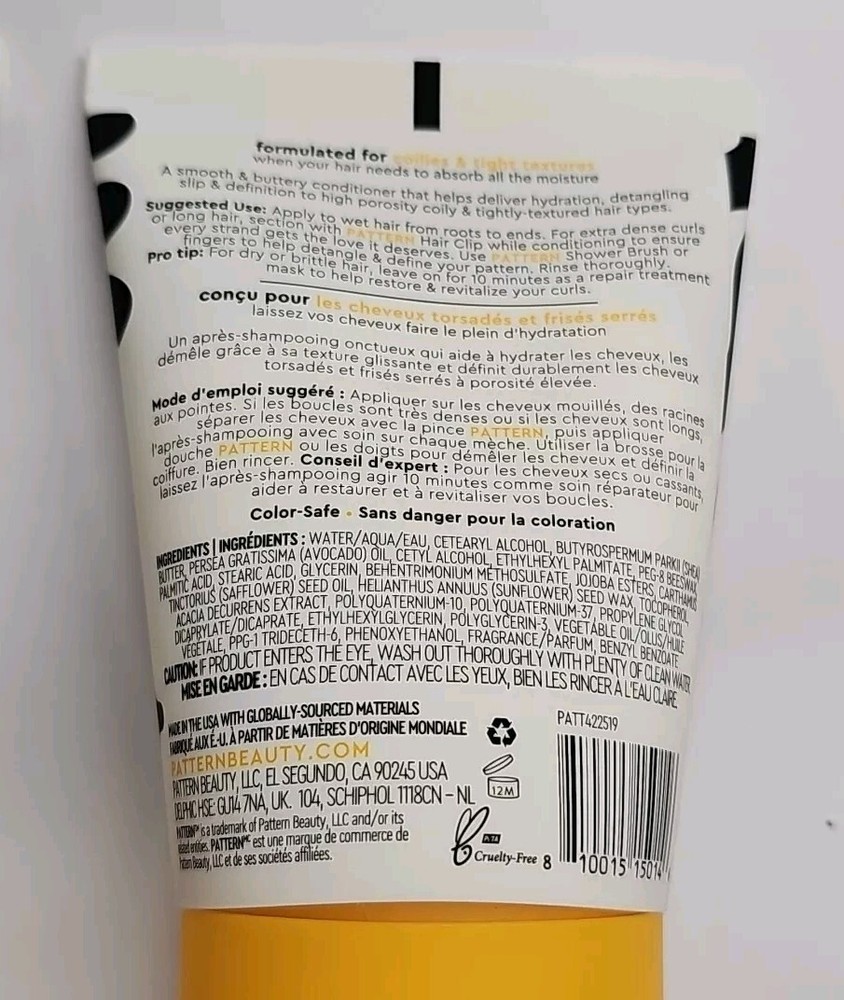 formulated for coilies & tight textures
when your hair needs to absorb all the moisture
A smooth & buttery conditioner that helps deliver hydration, detangling
slip & definition to high porosity coily & tightly-textured hair types.
Suggested Use: Apply to wet hair from roots to ends. For extra dense curls
or long hair, section with PATTERN Hair Clip while conditioning to ensure
every strand gets the love it deserves. Use PATTERN Shower Brush or
fingers to help detangle & define your pattern. Rinse thoroughly.
pro tip: For dry or brittle hair, leave on for 10 minutes as a repair treatment
mask to help restore & revitalize your curls.
conçu pour les cheveux torsadés et frisés serrés
laissez vos cheveux faire le plein d'hydratation
Un après-shampooing onctueux qui aide à hydrater les cheveux, les
démêle grâce à sa texture glissante et définit durablement les cheveux
torsadés et frisés serrés à porosité élevée.
Mode d'emploi suggéré : Appliquer sur les cheveux mouillés, des racines
aux pointes. Si les boucles sont très denses ou si les cheveux sont longs,
séparer les cheveux avec la pince PATTERN, puis appliquer
l'après-shampooing avec soin sur chaque mèche. Utiliser la brosse pour la
douche PATTERN ou les doigts pour démêler les cheveux et définir la
coiffure. Bien rincer. Conseil d'expert : Pour les cheveux secs ou cassants,
laissez l'après-shampooing agir 10 minutes comme soin réparateur pour
aider à restaurer et à revitaliser vos boucles.
Color-Safe • Sans danger pour la coloration
INGREDIENTS | INGRÉDIENTS : WATER/AQUA/EAU, CETEARYL ALCOHOL, BUTYROSPERMUM PARKII (SHEA)
BUTTER, PERSEA GRATISSIMA (AVOCADO) OIL, CETYL ALCOHOL, ETHYLHEXYL PALMITATE, PEG-8 BEESWAX,
PALMITIC ACID, STEARIC ACID, GLYCERIN, BEHENTRIMONIUM METHOSULFATE, JOJOBA ESTERS, CARTHAMUS
TINCTORIUS (SAFFLOWER) SEED OIL, HELIANTHUS ANNUUS (SUNFLOWER) SEED WAX, TOCOPHEROL,
ACACIA DECURRENS EXTRACT, POLYQUATERNIUM-10, POLYQUATERNIUM-37, PROPYLENE GLYCOL
DICAPRYLATE/DICAPRATE, ETHYLHEXYLGLYCERIN, POLYGLYCERIN-3, VEGETABLE OIL/OLUS/HUILE
VÉGÉTALE, PPG-1 TRIDECETH-6, PHENOXYETHANOL, FRAGRANCE/PARFUM, BENZYL BENZOATE
CAUTION: IF PRODUCT ENTERS THE EYE, WASH OUT THOROUGHLY WITH PLENTY OF CLEAN WATER
MISE EN GARDE : EN CAS DE CONTACT AVEC LES YEUX, BIEN LES RINCER À L'EAU CLAIRE.
MADE IN THE USA WITH GLOBALLY-SOURCED MATERIALS
FABRIQUÉ AUX É.-U. À PARTIR DE MATIÈRES D'ORIGINE MONDIALE
PATTERNBEAUTY.COM
PATTERN BEAUTY, LLC, EL SEGUNDO, CA 90245 USA
DELPHIC HSE: GU14 7NA, UK. 104, SCHIPHOL 1118CN - NL
PATTERN™ is a trademark of Pattern Beauty, LLC and/or its
related entities. PATTERN™ᶜ est une marque de commerce de
Pattern Beauty, LLC et de ses sociétés affiliées.
12M
PETA
Cruelty-Free
PATT422519
8 10015 15014